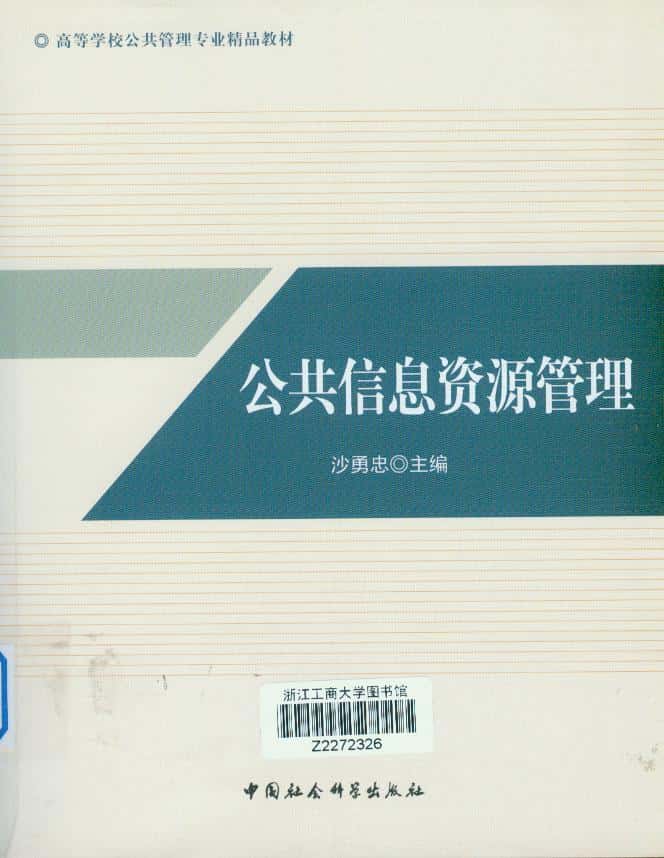 ◎ 高等学校公共管理专业精品教材
公共信息资源管理
沙勇忠◎主编
浙江工商大学图书馆
Z2272326
中国社会科学出版社